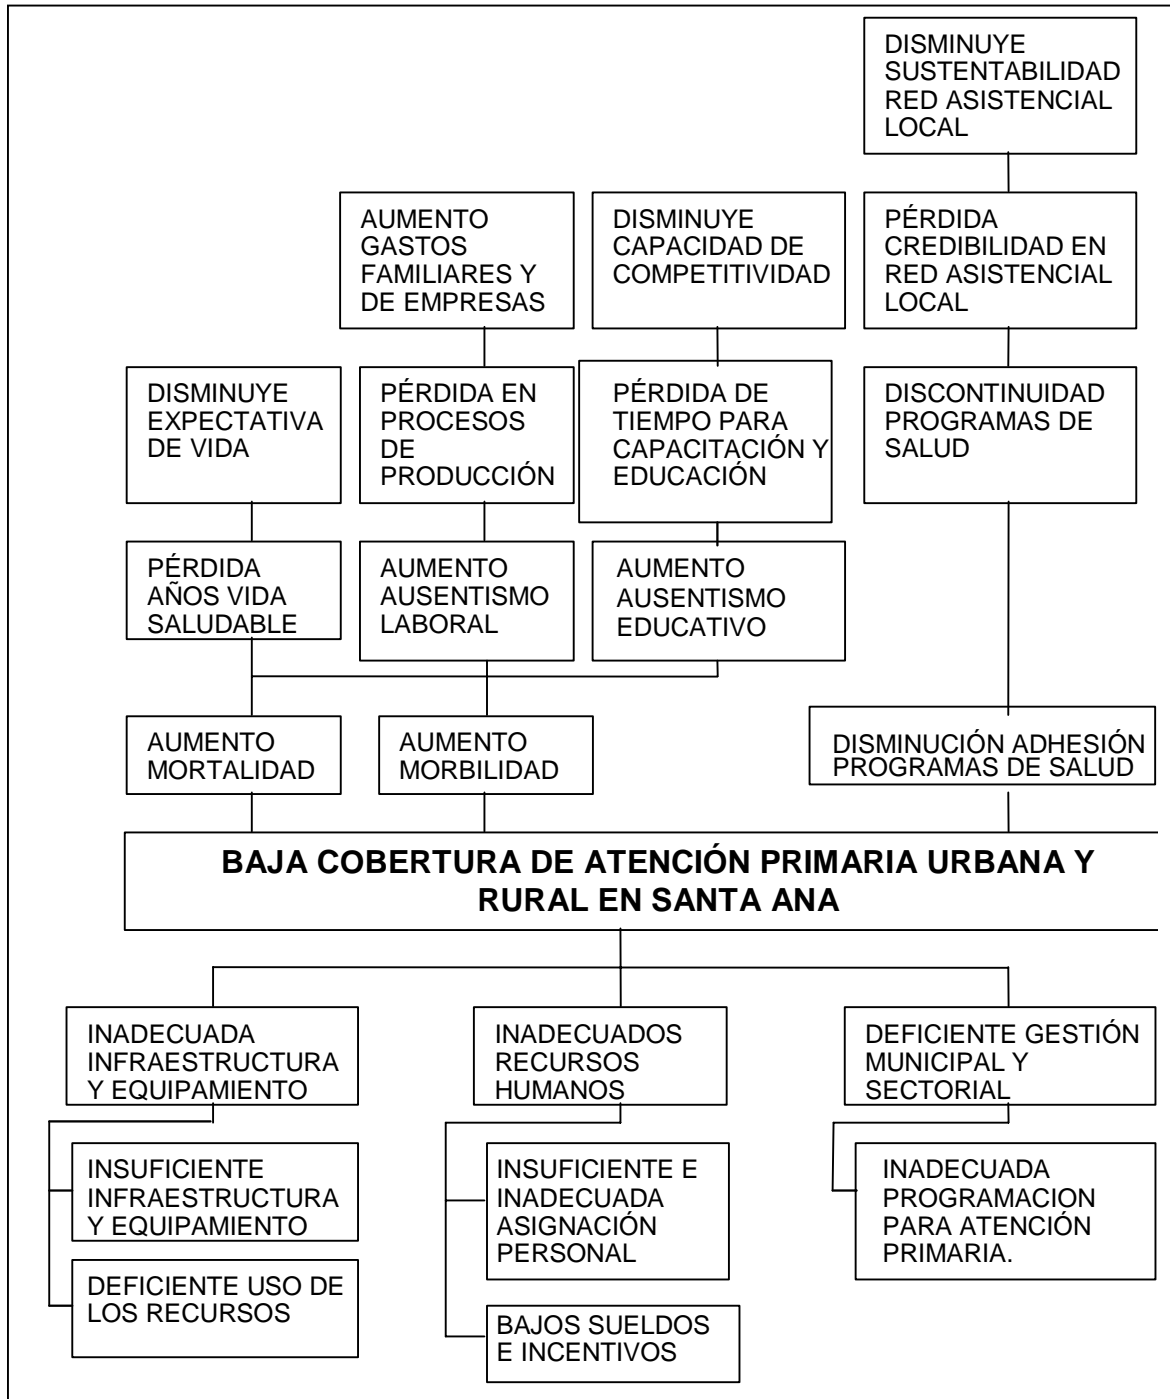 DISMINUYE
SUSTENTABILIDAD
RED ASISTENCIAL
LOCAL
AUMENTO
GASTOS
FAMILIARES Y
DE EMPRESAS
DISMINUYE
CAPACIDAD DE
COMPETITIVIDAD
PÉRDIDA
CREDIBILIDAD EN
RED ASISTENCIAL
LOCAL
DISMINUYE
EXPECTATIVA
DE VIDA
PÉRDIDA EN
PROCESOS
DE
PRODUCCIÓN
PÉRDIDA DE
TIEMPO PARA
CAPACITACIÓN Y
EDUCACIÓN
DISCONTINUIDAD
PROGRAMAS DE
SALUD
PÉRDIDA
AÑOS VIDA
SALUDABLE
AUMENTO
AUSENTISMO
LABORAL
AUMENTO
AUSENTISMO
EDUCATIVO
AUMENTO
MORTALIDAD
AUMENTO
MORBILIDAD
DISMINUCIÓN ADHESIÓN
PROGRAMAS DE SALUD
BAJA COBERTURA DE ATENCIÓN PRIMARIA URBANA Y
RURAL EN SANTA ANA
INADECUADA
INFRAESTRUCTURA
Y EQUIPAMIENTO
INADECUADOS
RECURSOS
HUMANOS
DEFICIENTE GESTIÓN
MUNICIPAL Y
SECTORIAL
INSUFICIENTE
INFRAESTRUCTURA
Y EQUIPAMIENTO
INSUFICIENTE E
INADECUADA
ASIGNACIÓN
PERSONAL
INADECUADA
PROGRAMACION
PARA ATENCIÓN
PRIMARIA.
DEFICIENTE USO DE
LOS RECURSOS
BAJOS SUELDOS
E INCENTIVOS